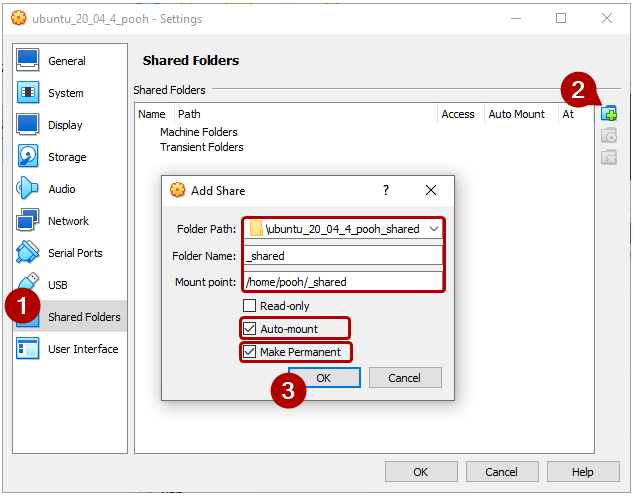 ubuntu_20_04_4_pooh - Settings
General
System
Display
Storage
Audio
Network
Serial Ports
USB
1
Shared Folders
User Interface
Shared Folders
Shared Folders
2
Name Path Access Auto Mount At
Machine Folders
Transient Folders
Add Share
?
Folder Path: \ubuntu_20_04_4_pooh_shared
Folder Name: _shared
Mount point: /home/pooh/_shared
Read-only
Auto-mount
Make Permanent
3
OK Cancel
OK Cancel Help